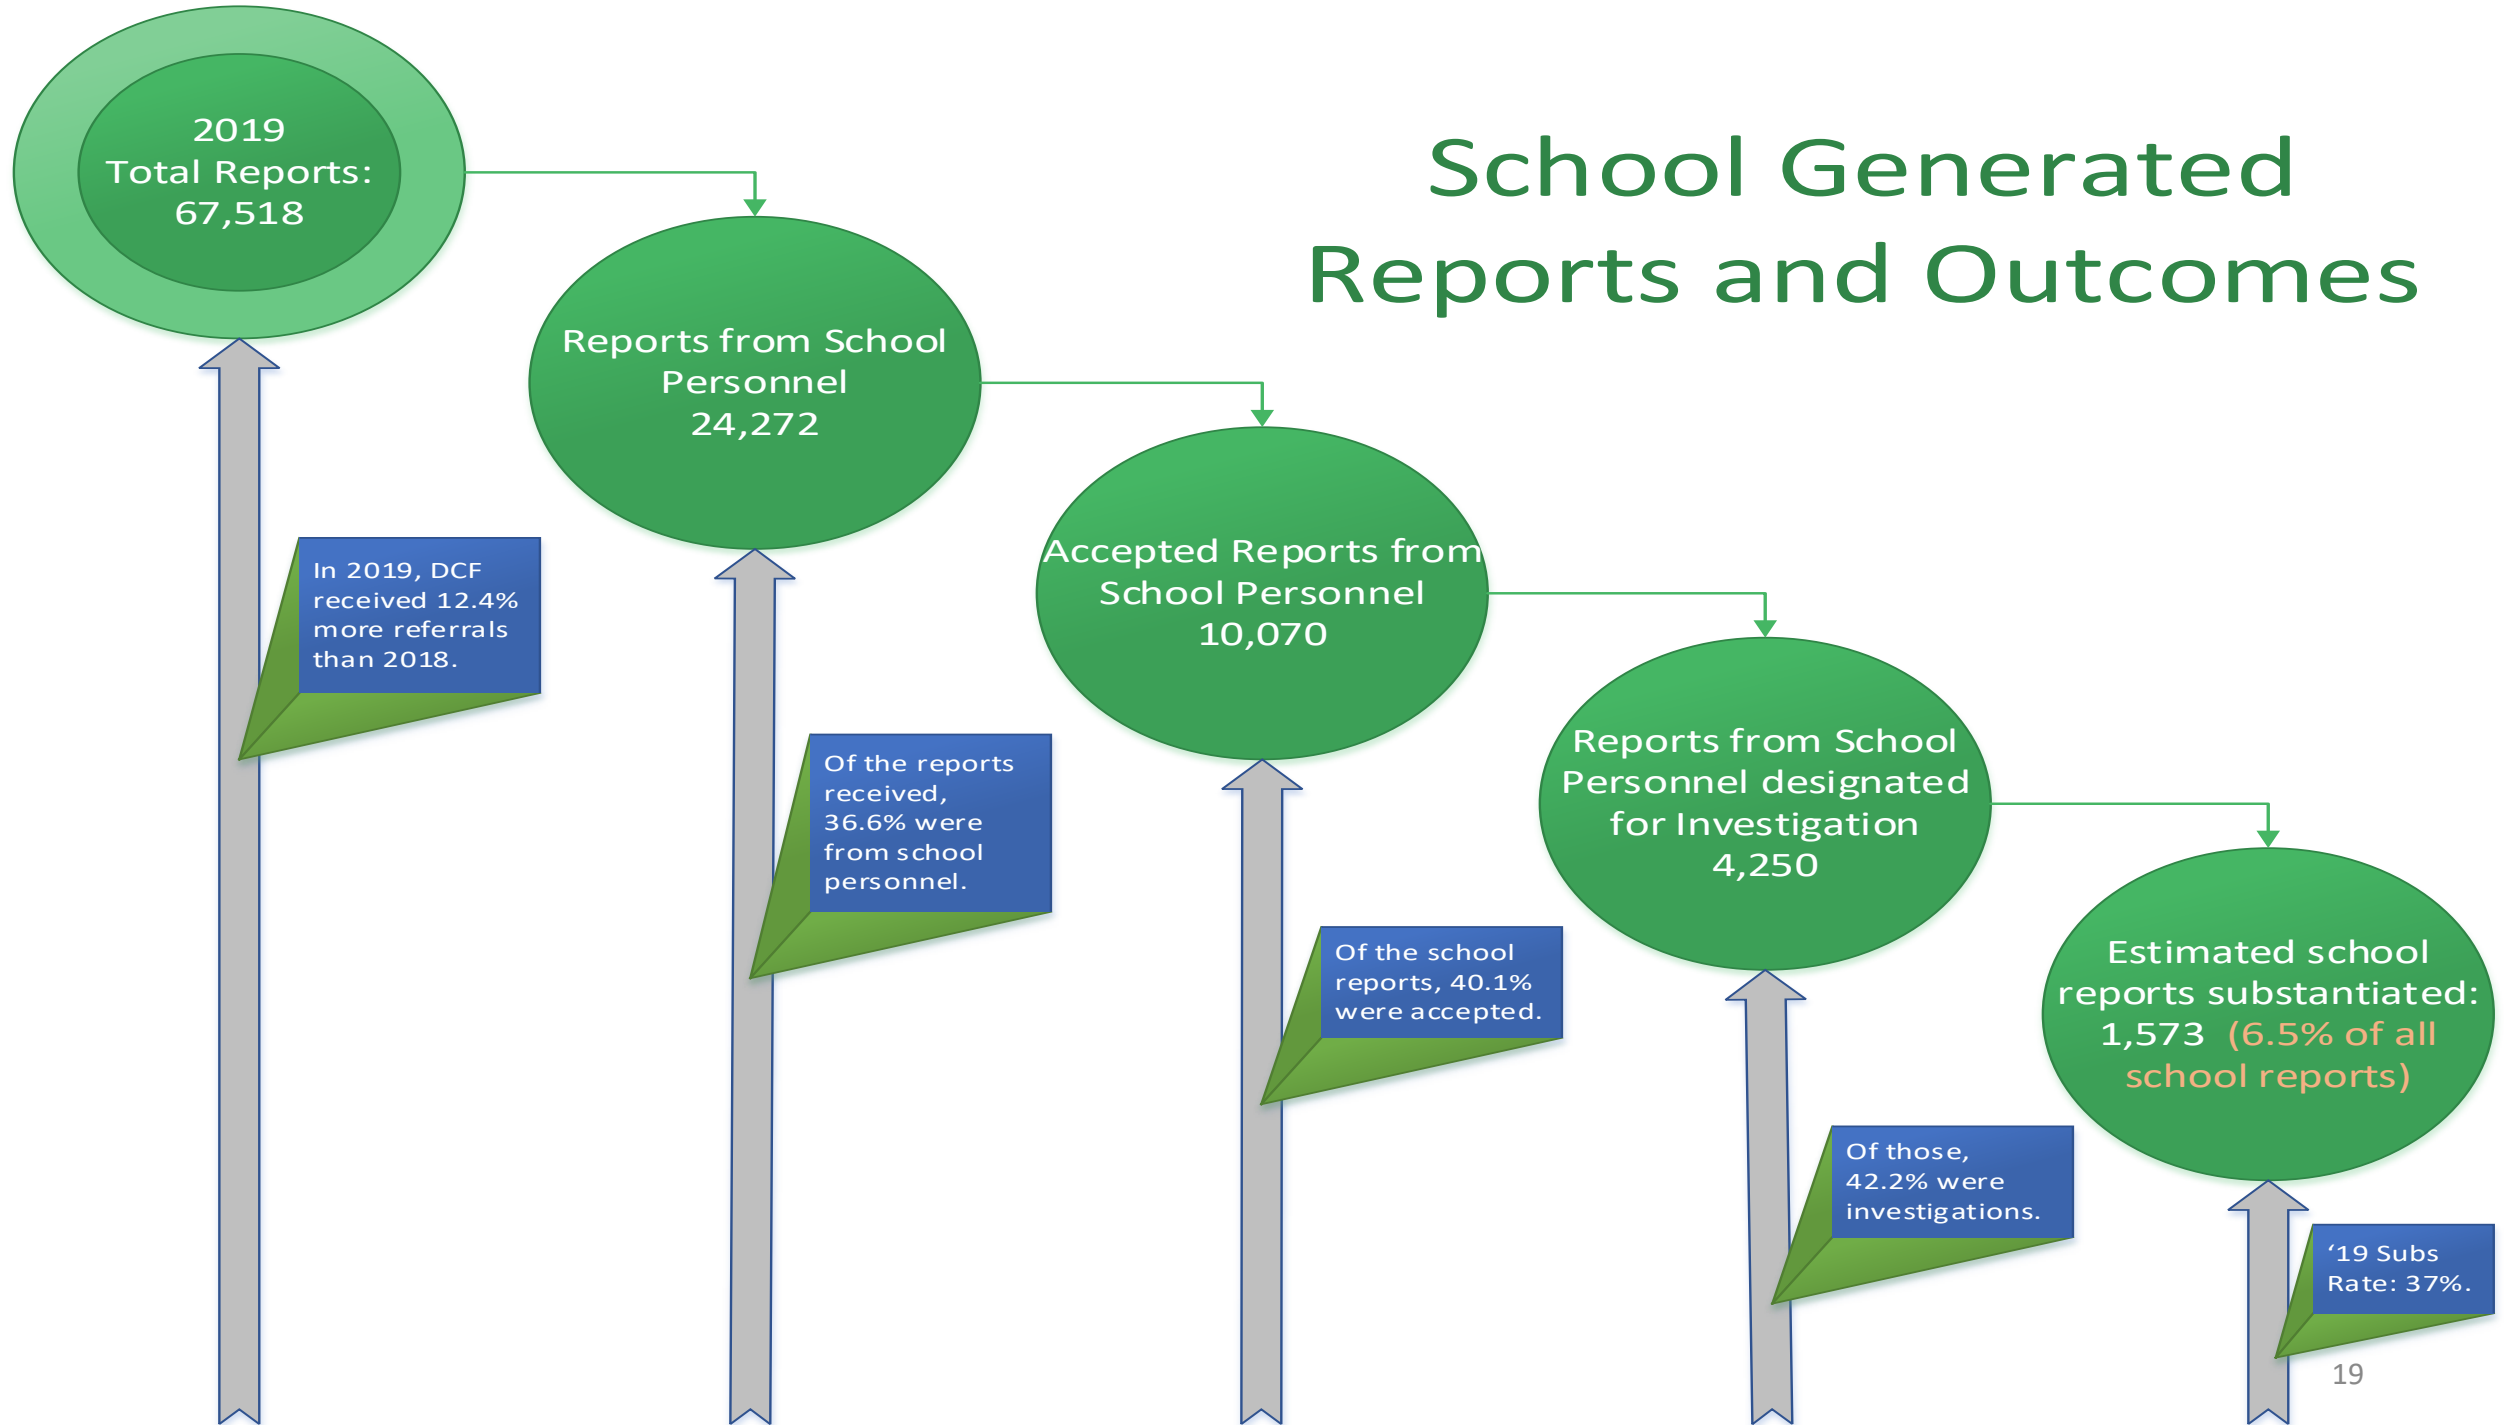 School Generated
Reports and Outcomes
2019
Total Reports:
67,518
Reports from School
Personnel
24,272
Accepted Reports from
School Personnel
10,070
Reports from School
Personnel designated
for Investigation
4,250
Estimated school
reports substantiated:
1,573 (6.5% of all
school reports)
In 2019, DCF
received 12.4%
more referrals
than 2018.
Of the reports
received,
36.6% were
from school
personnel.
Of the school
reports, 40.1%
were accepted.
Of those,
42.2% were
investigations.
‘19 Subs
Rate: 37%.
19